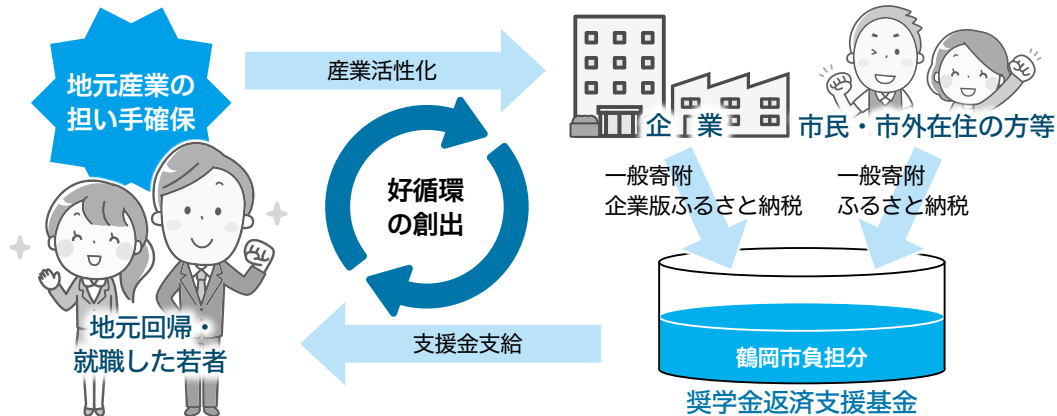 地元産業の
担い手確保
産業活性化
企業
市民・市外在住の方等
好循環
の創出
一般寄附
企業版ふるさと納税
一般寄附
ふるさと納税
地元回帰・
就職した若者
支援金支給
鶴岡市負担分
奨学金返済支援基金